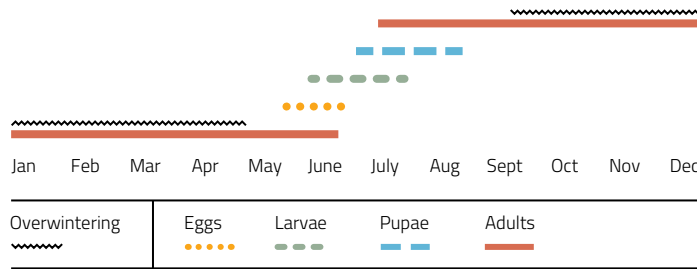 Jan Feb Mar Apr May June July Aug Sept Oct Nov Dec
Overwintering Eggs Larvae Pupae Adults